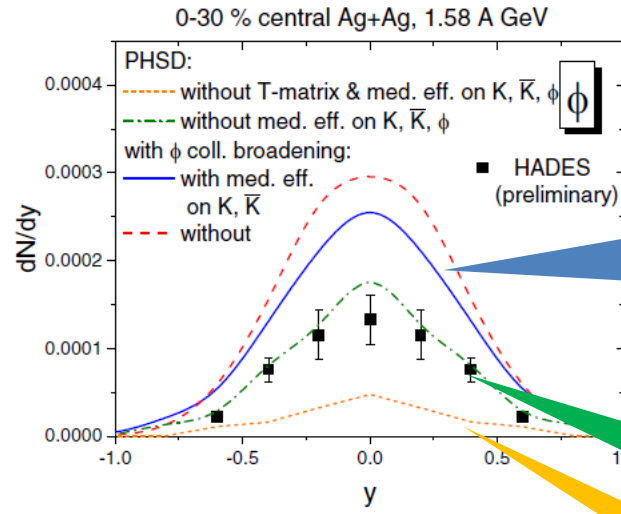 0-30 % central Ag+Ag, 1.58 A GeV
PHSD:
without T-matrix & med. eff. on K, K̅, ϕ
without med. eff. on K, K̅, ϕ
with ϕ coll. broadening:
with med. eff.
on K, K̅
without
ϕ
HADES
(preliminary)
dN/dy
0.0004
0.0003
0.0002
0.0001
0.0000
-1.0 -0.5 0.0 0.5 1
y